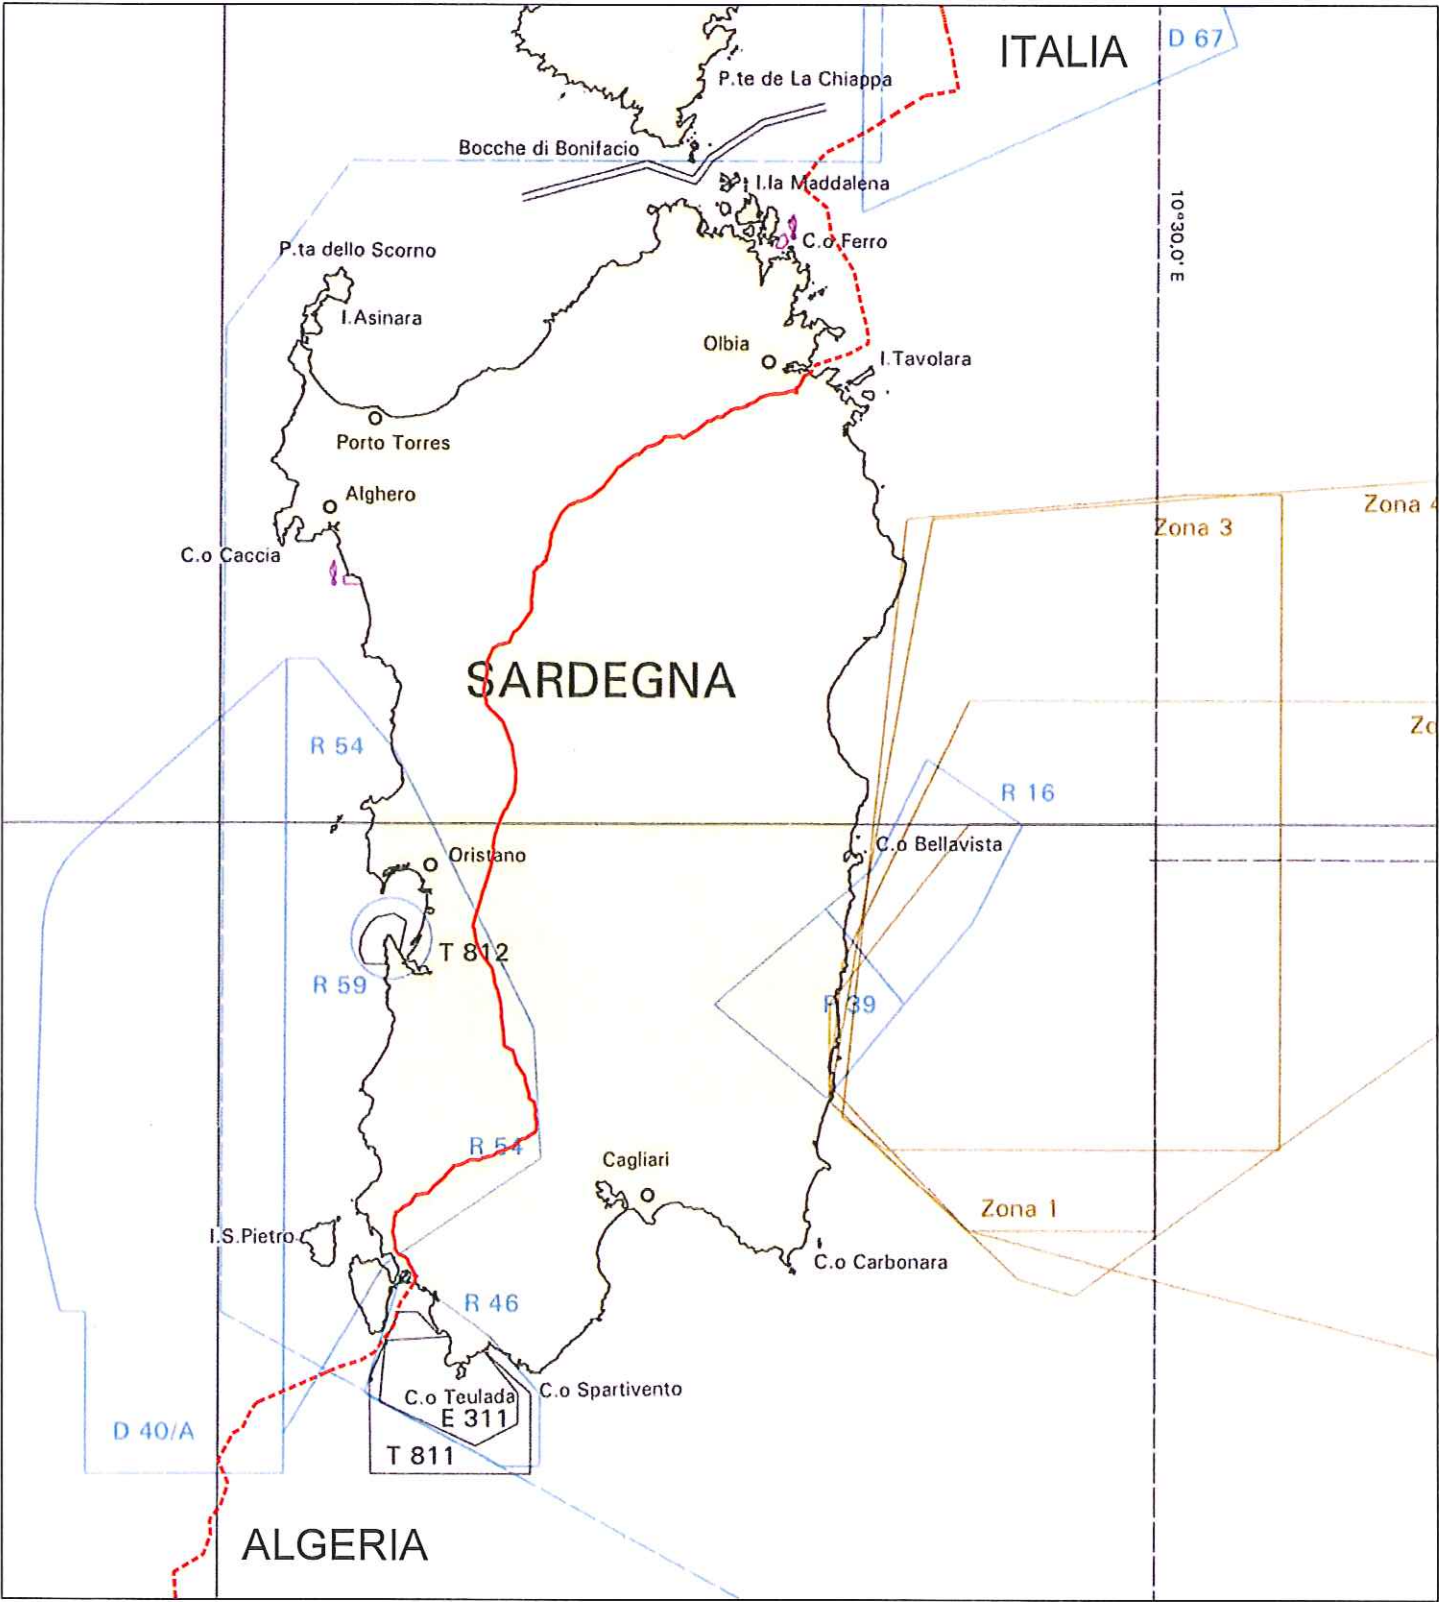 ITALIA
D 67
P.te de La Chiappa
Bocche di Bonifacio
I.la Maddalena
10°30.0' E
C.o Ferro
P.ta dello Scorno
I.Asinara
Olbia
I.Tavolara
Porto Torres
Alghero
Zona 4
Zona 3
C.o Caccia
SARDEGNA
R 54
R 16
C.o Bellavista
Oristano
T 812
R 59
R 39
R 54
Cagliari
Zona 1
I.S.Pietro
C.o Carbonara
R 46
C.o Teulada
C.o Spartivento
E 311
D 40/A
T 811
ALGERIA